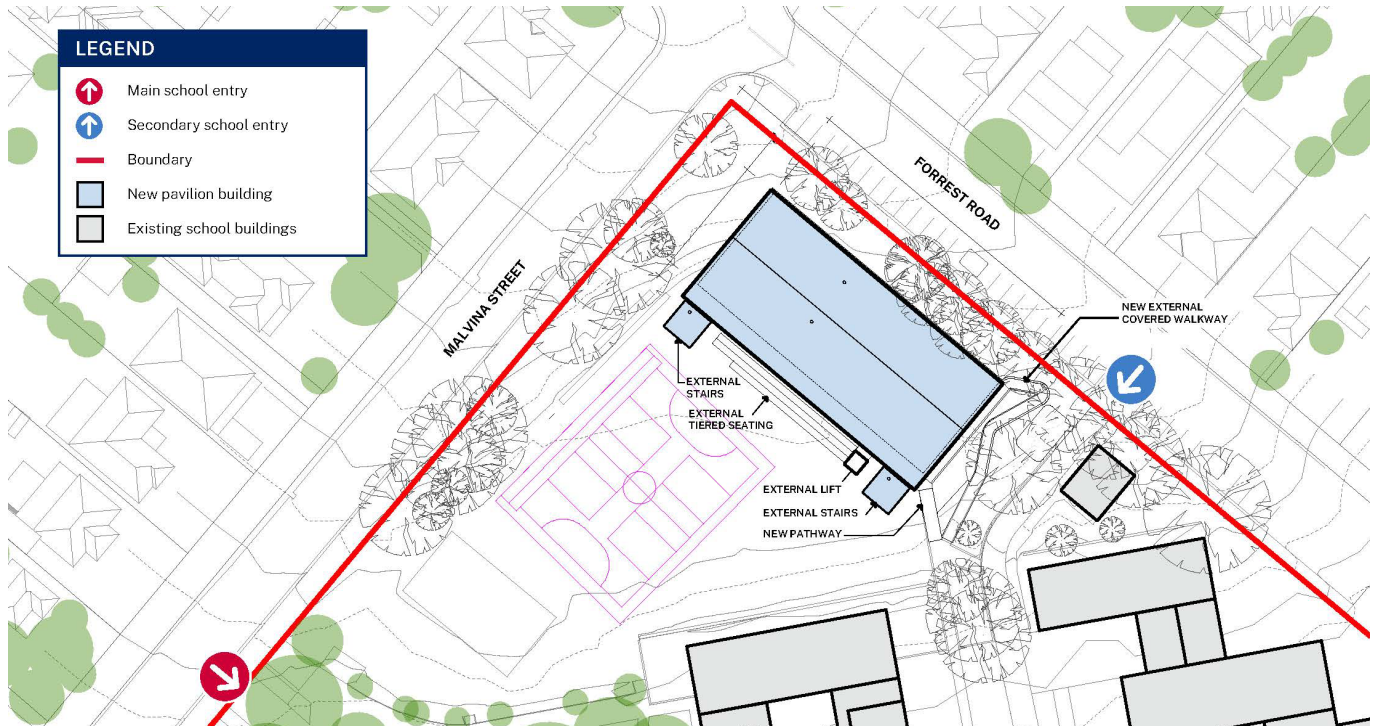 LEGEND
Main school entry
Secondary school entry
Boundary
New pavilion building
Existing school buildings
MALVINA STREET
FORREST ROAD
NEW EXTERNAL
COVERED WALKWAY
EXTERNAL
STAIRS
EXTERNAL
TIERED SEATING
EXTERNAL LIFT
EXTERNAL STAIRS
NEW PATHWAY